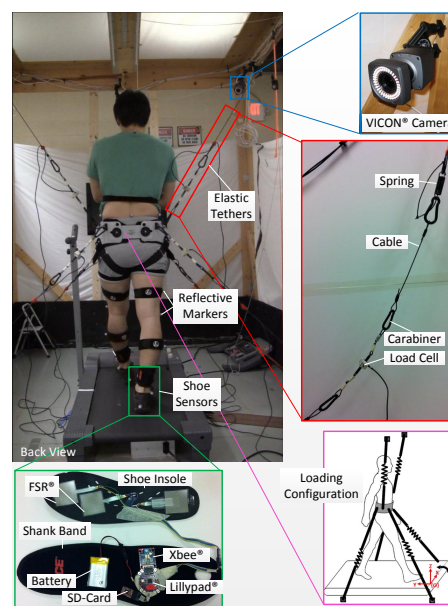 VICON® Camera
Elastic
Tethers
Spring
Cable
Reflective
Markers
Carabiner
Load Cell
Shoe
Sensors
Back View
Shoe Insole
FSR®
Loading
Configuration
Shank Band
Xbee®
Battery
Lillypad®
SD-Card